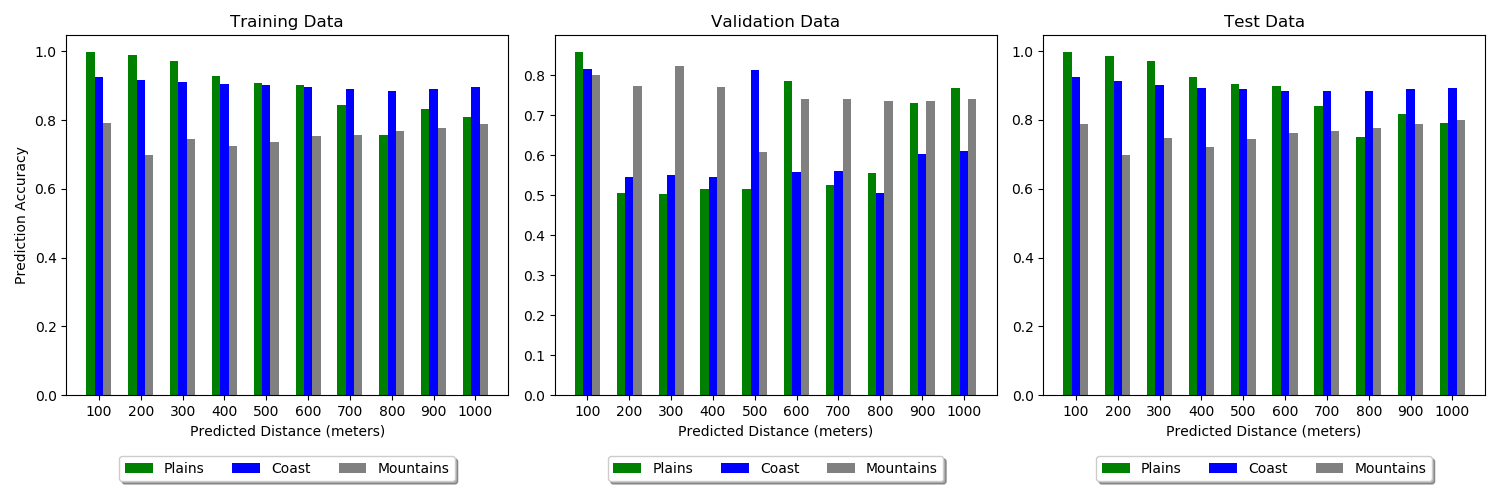 Training Data
Prediction Accuracy
1.0
0.8
0.6
0.4
0.2
0.0
100 200 300 400 500 600 700 800 900 1000
Predicted Distance (meters)
Plains Coast Mountains
Validation Data
0.8
0.7
0.6
0.5
0.4
0.3
0.2
0.1
0.0
100 200 300 400 500 600 700 800 900 1000
Predicted Distance (meters)
Plains Coast Mountains
Test Data
1.0
0.8
0.6
0.4
0.2
0.0
100 200 300 400 500 600 700 800 900 1000
Predicted Distance (meters)
Plains Coast Mountains